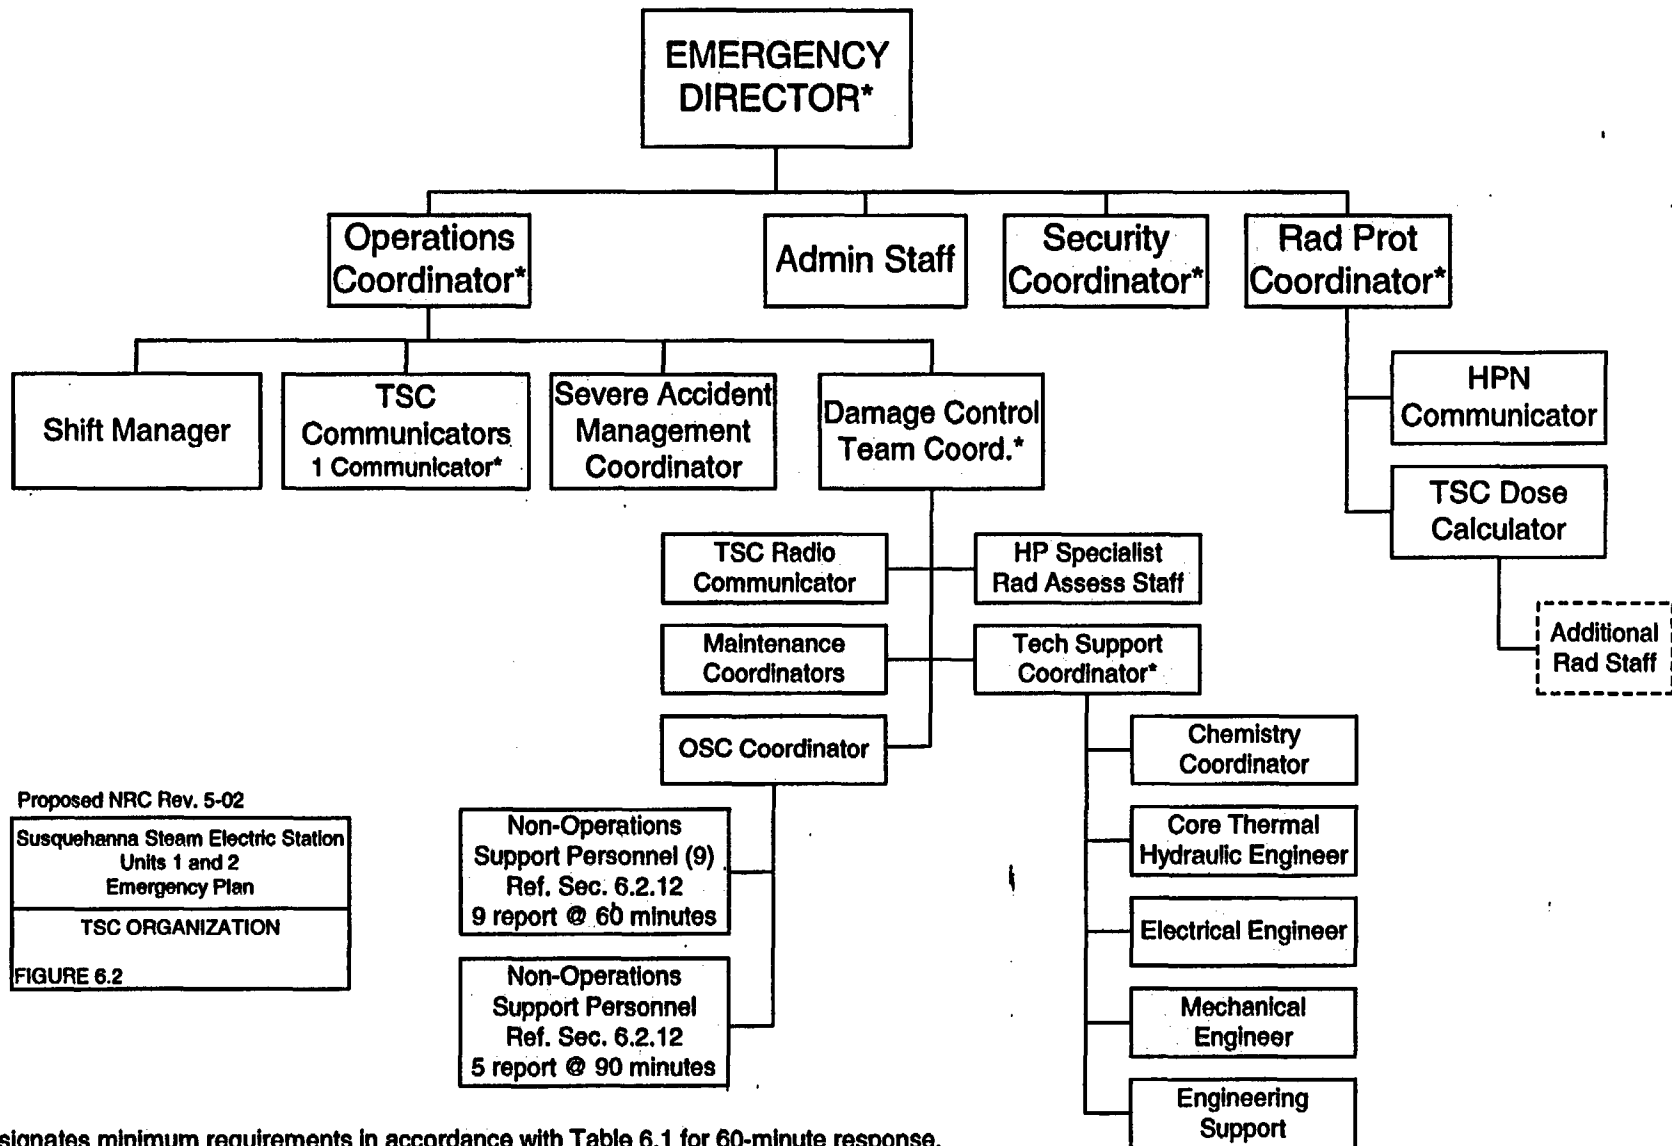 EMERGENCY
DIRECTOR*
Operations
Coordinator*
Admin Staff
Security
Coordinator*
Rad Prot
Coordinator*
Shift Manager
TSC
Communicators
1 Communicator*
Severe Accident
Management
Coordinator
Damage Control
Team Coord.*
HPN
Communicator
TSC Dose
Calculator
Additional
Rad Staff
TSC Radio
Communicator
HP Specialist
Rad Assess Staff
Maintenance
Coordinators
Tech Support
Coordinator*
OSC Coordinator
Chemistry
Coordinator
Core Thermal
Hydraulic Engineer
Electrical Engineer
Mechanical
Engineer
Engineering
Support
Non-Operations
Support Personnel (9)
Ref. Sec. 6.2.12
9 report @ 60 minutes
Non-Operations
Support Personnel
Ref. Sec. 6.2.12
5 report @ 90 minutes
Proposed NRC Rev. 5-02
Susquehanna Steam Electric Station
Units 1 and 2
Emergency Plan
TSC ORGANIZATION
FIGURE 6.2
signates minimum requirements in accordance with Table 6.1 for 60-minute response.